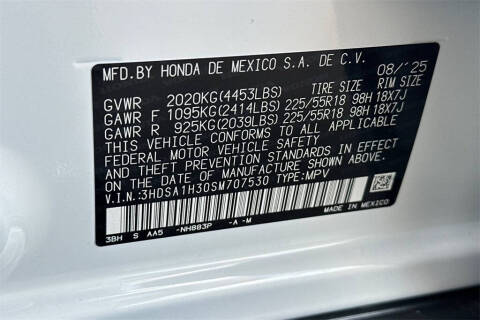 MFD.BY HONDA DE MEXICO S.A. DE C.V. 08/'25
TIRE SIZE RIM SIZE
GVWR 2020KG(4453LBS)
GAWR F 1095KG(2414LBS) 225/55R18 98H 18X7J
GAWR R 925KG(2039LBS) 225/55R18 98H 18X7J
THIS VEHICLE CONFORMS TO ALL APPLICABLE
FEDERAL MOTOR VEHICLE SAFETY
AND THEFT PREVENTION STANDARDS IN EFFECT
ON THE DATE OF MANUFACTURE SHOWN ABOVE.
V.I.N.:3HDSA1H30SM707530 TYPE:MPV
3BH S AA5 -NH883P -A -M
MADE IN MEXICO